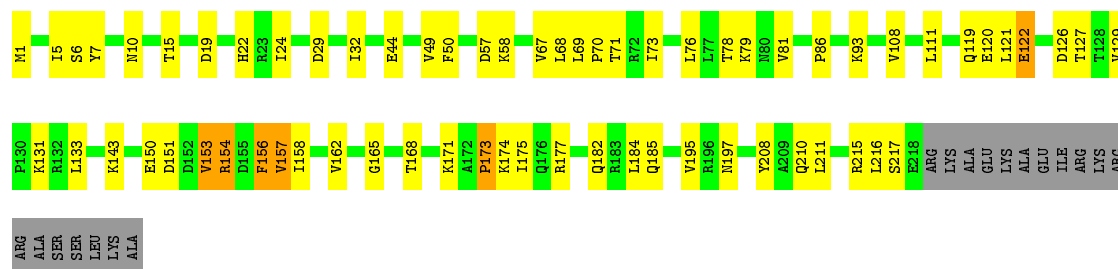 M1 I5 S6 Y7 N10 T15 D19 H22 R23 I24 D29 I32 E44 V49 F50 D57 K58 V67 L68 L69 P70 T71 R72 I73 L76 L77 T78 K79 N80 V81 P86 K93 V108 L111 Q119 E120 L121 E122 D126 T127 T128 V129
P130 K131 R132 L133 K143 E150 D151 D152 V153 R154 D155 F156 V157 I158 V162 G165 T168 K171 A172 P173 K174 I175 Q176 R177 Q182 R183 L184 Q185 V195 R196 N197 Y208 A209 Q210 L211 R215 L216 S217 E218 ARG LYS ALA GLU LYS ALA GLU ILE ARG LYS ARG
ARG ALA SER SER LEU LYS ALA